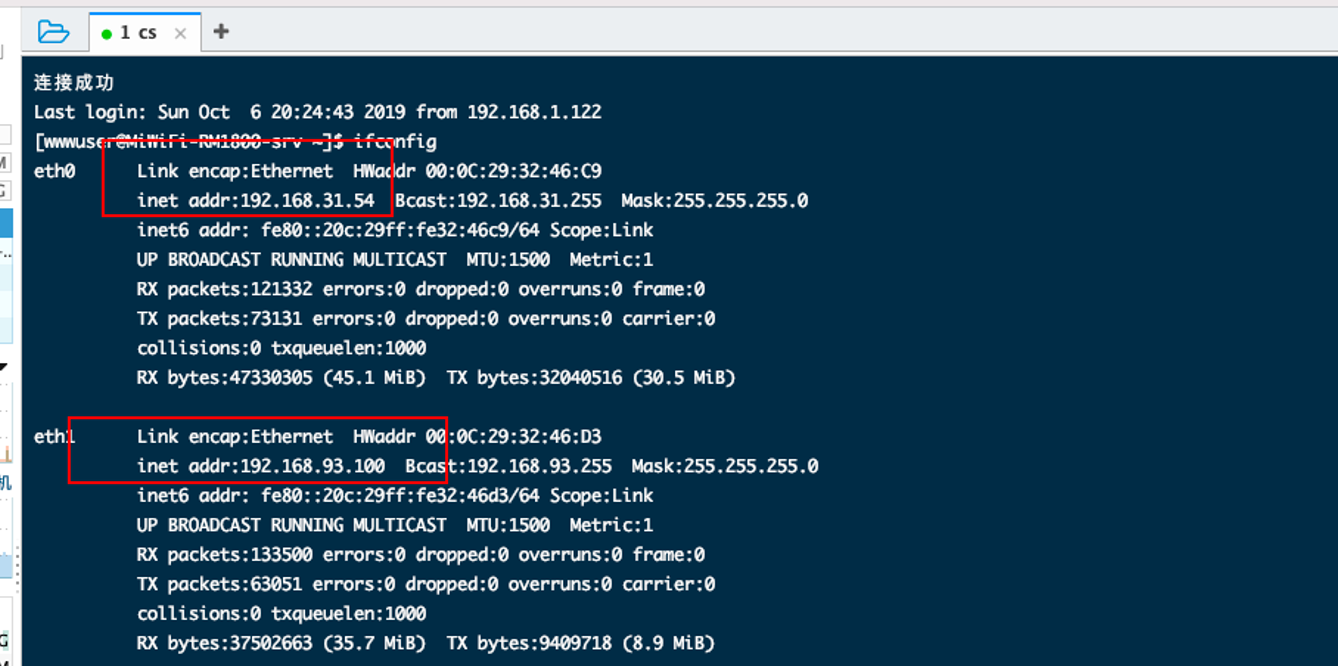 1 cs
连接成功
Last login: Sun Oct  6 20:24:43 2019 from 192.168.1.122
[wwwuser@MiWiFi-RM1800-srv ~]$ ifconfig
eth0      Link encap:Ethernet  HWaddr 00:0C:29:32:46:C9
          inet addr:192.168.31.54  Bcast:192.168.31.255  Mask:255.255.255.0
          inet6 addr: fe80::20c:29ff:fe32:46c9/64 Scope:Link
          UP BROADCAST RUNNING MULTICAST  MTU:1500  Metric:1
          RX packets:121332 errors:0 dropped:0 overruns:0 frame:0
          TX packets:73131 errors:0 dropped:0 overruns:0 carrier:0
          collisions:0 txqueuelen:1000
          RX bytes:47330305 (45.1 MiB)  TX bytes:32040516 (30.5 MiB)
eth1      Link encap:Ethernet  HWaddr 00:0C:29:32:46:D3
          inet addr:192.168.93.100  Bcast:192.168.93.255  Mask:255.255.255.0
          inet6 addr: fe80::20c:29ff:fe32:46d3/64 Scope:Link
          UP BROADCAST RUNNING MULTICAST  MTU:1500  Metric:1
          RX packets:133500 errors:0 dropped:0 overruns:0 frame:0
          TX packets:63051 errors:0 dropped:0 overruns:0 carrier:0
          collisions:0 txqueuelen:1000
          RX bytes:37502663 (35.7 MiB)  TX bytes:9409718 (8.9 MiB)
机